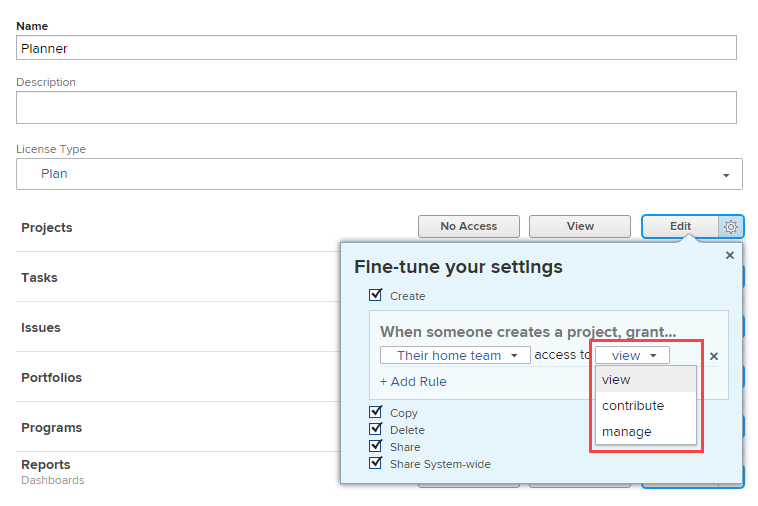 Name
Planner
Description
License Type
Plan
Projects No Access View Edit
Fine-tune your settings
Create
When someone creates a project, grant...
Their home team access to view
view
+ Add Rule
contribute
manage
Copy
Delete
Share
Share System-wide
Tasks
Issues
Portfolios
Programs
Reports
Dashboards